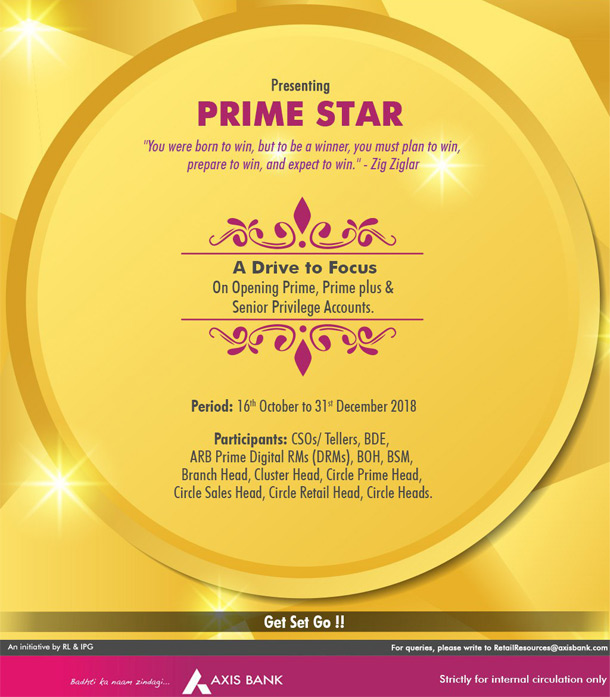 Presenting
PRIME STAR
"You were born to win, but to be a winner, you must plan to win,
prepare to win, and expect to win." - Zig Ziglar
A Drive to Focus
On Opening Prime, Prime plus &
Senior Privilege Accounts.
Period: 16th October to 31st December 2018
Participants: CSOs/ Tellers, BDE,
ARB Prime Digital RMs (DRMs), BOH, BSM,
Branch Head, Cluster Head, Circle Prime Head,
Circle Sales Head, Circle Retail Head, Circle Heads.
Get Set Go !!
An initiative by RL & IPG
For queries, please write to RetailResources@axisbank.com
Badhti ka naam zindagi...
AXIS BANK
Strictly for internal circulation only